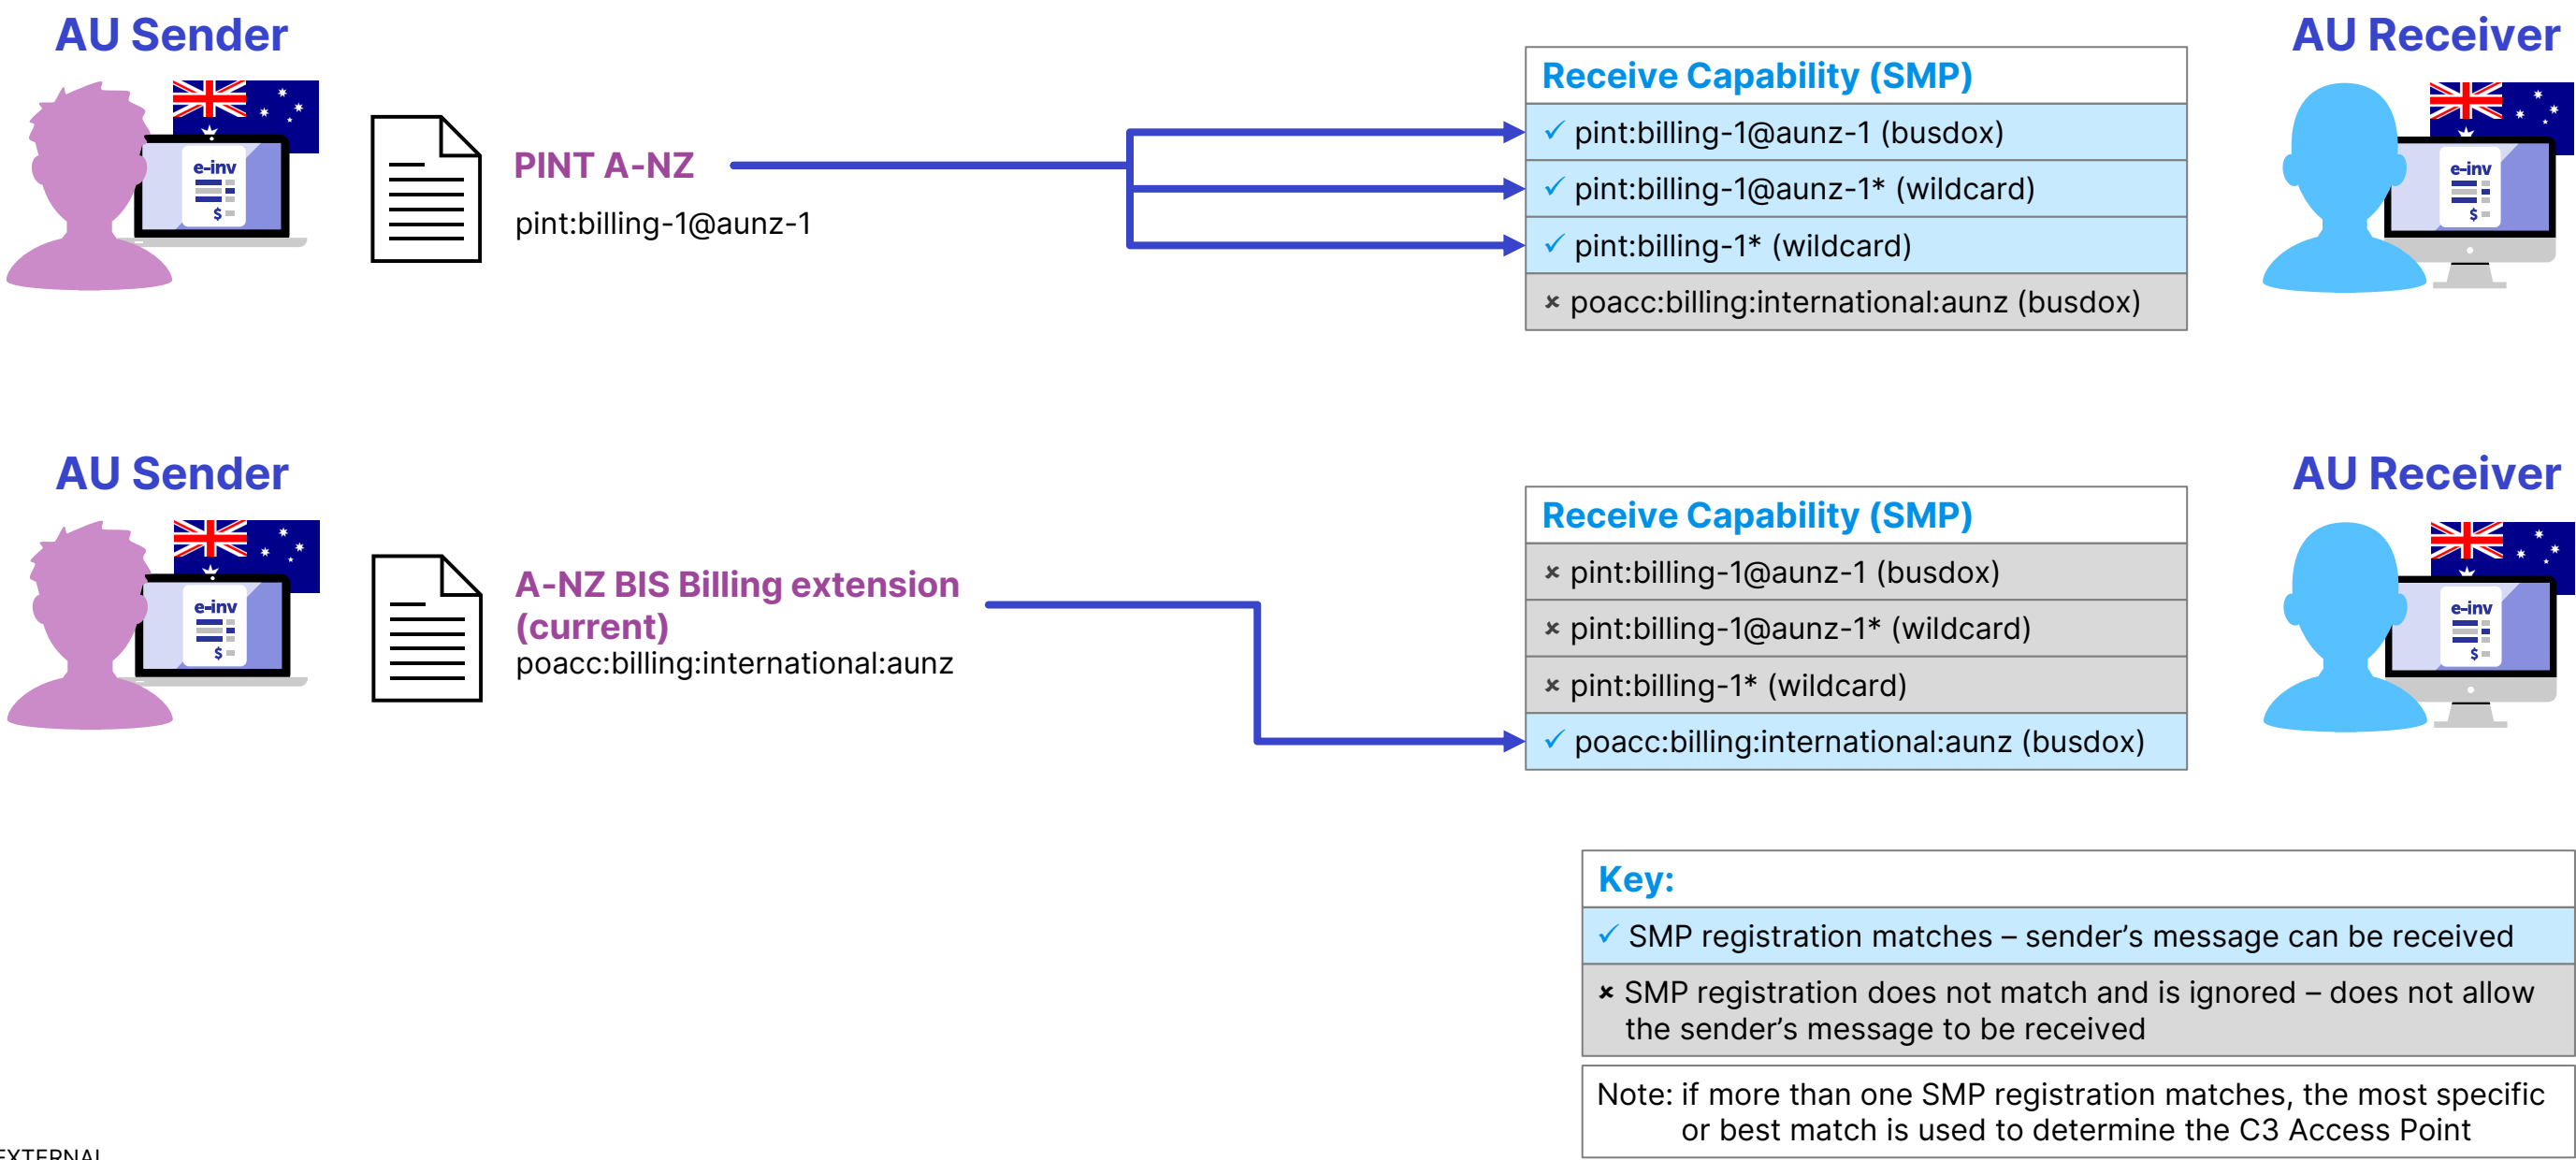 AU Sender
AU Receiver
e-inv
$
PINT A-NZ
pint:billing-1@aunz-1
Receive Capability (SMP)
✓ pint:billing-1@aunz-1 (busdox)
✓ pint:billing-1@aunz-1* (wildcard)
✓ pint:billing-1* (wildcard)
× poacc:billing:international:aunz (busdox)
e-inv
$
AU Sender
AU Receiver
e-inv
$
A-NZ BIS Billing extension
(current)
poacc:billing:international:aunz
Receive Capability (SMP)
× pint:billing-1@aunz-1 (busdox)
× pint:billing-1@aunz-1* (wildcard)
× pint:billing-1* (wildcard)
✓ poacc:billing:international:aunz (busdox)
e-inv
$
Key:
✓ SMP registration matches – sender’s message can be received
× SMP registration does not match and is ignored – does not allow
the sender’s message to be received
Note: if more than one SMP registration matches, the most specific
or best match is used to determine the C3 Access Point
EXTERNAL